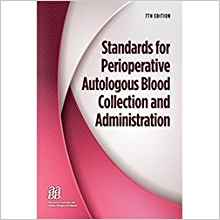 7TH EDITION
Standards for
Perioperative
Autologous Blood
Collection and
Administration